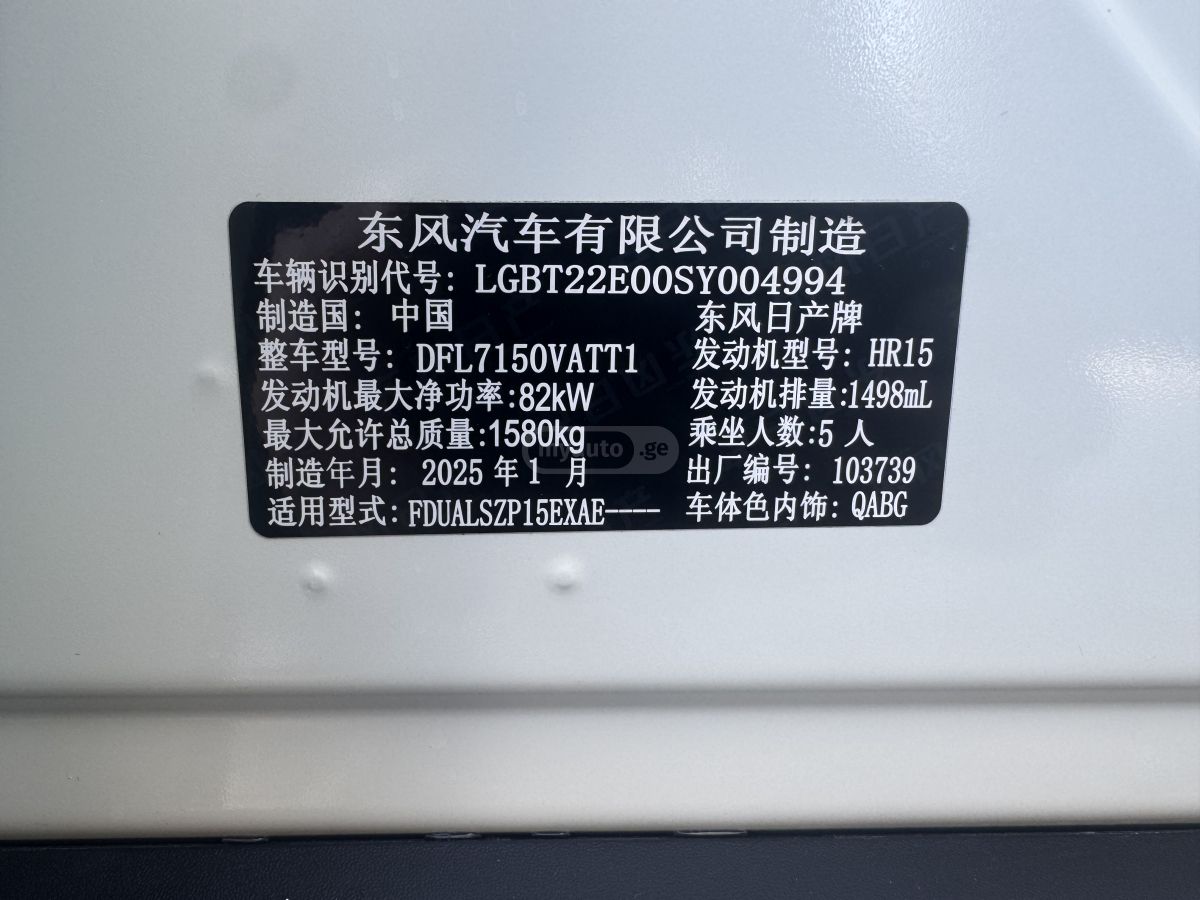 东风汽车有限公司制造
车辆识别代号: LGBT22E00SY004994
制造国: 中国 东风日产牌
整车型号: DFL7150VATT1 发动机型号: HR15
发动机最大净功率:82kW 发动机排量:1498mL
最大允许总质量:1580kg 乘坐人数:5 人
myauto.ge
制造年月: 2025 年 1 月 出厂编号: 103739
适用型式: FDUALSZP15EXAE---- 车体色内饰: QABG